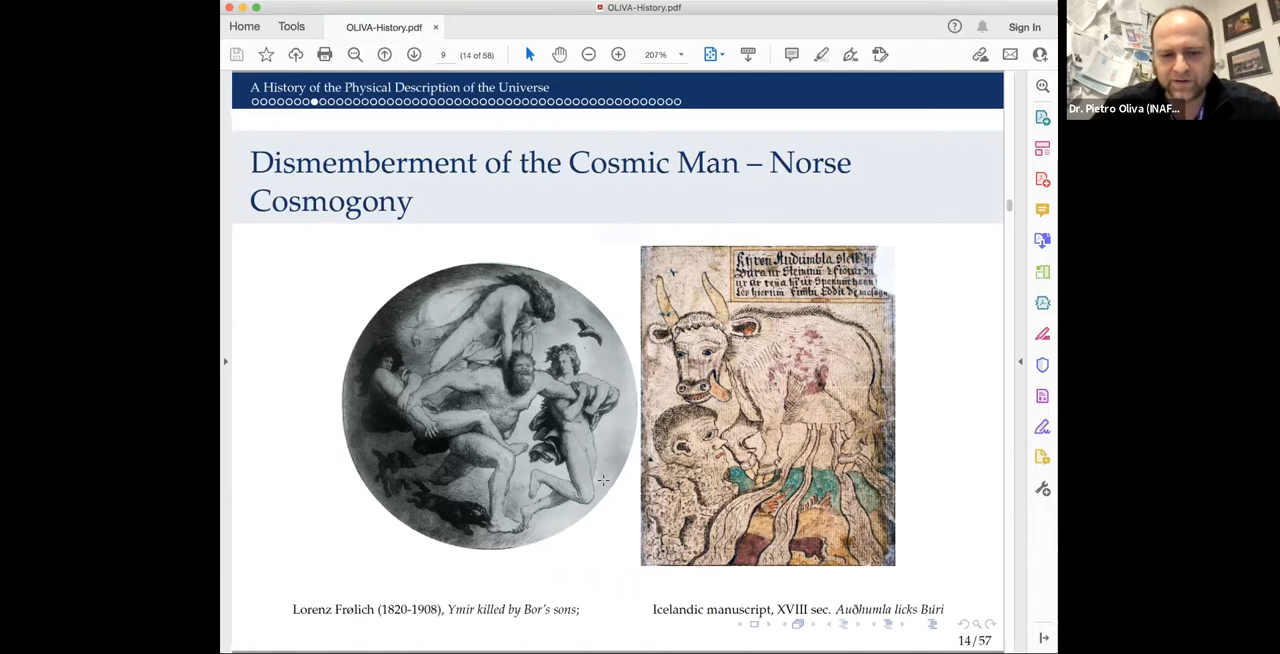 OLIVA-History.pdf
Home Tools OLIVA-History.pdf × Sign In
9 (14 of 58) 207%
A History of the Physical Description of the Universe
Dismemberment of the Cosmic Man – Norse
Cosmogony
Lorenz Frølich (1820-1908), Ymir killed by Bor's sons;
Icelandic manuscript, XVIII sec. Auðhumla licks Búri
14/57
Dr. Pietro Oliva (INAF...